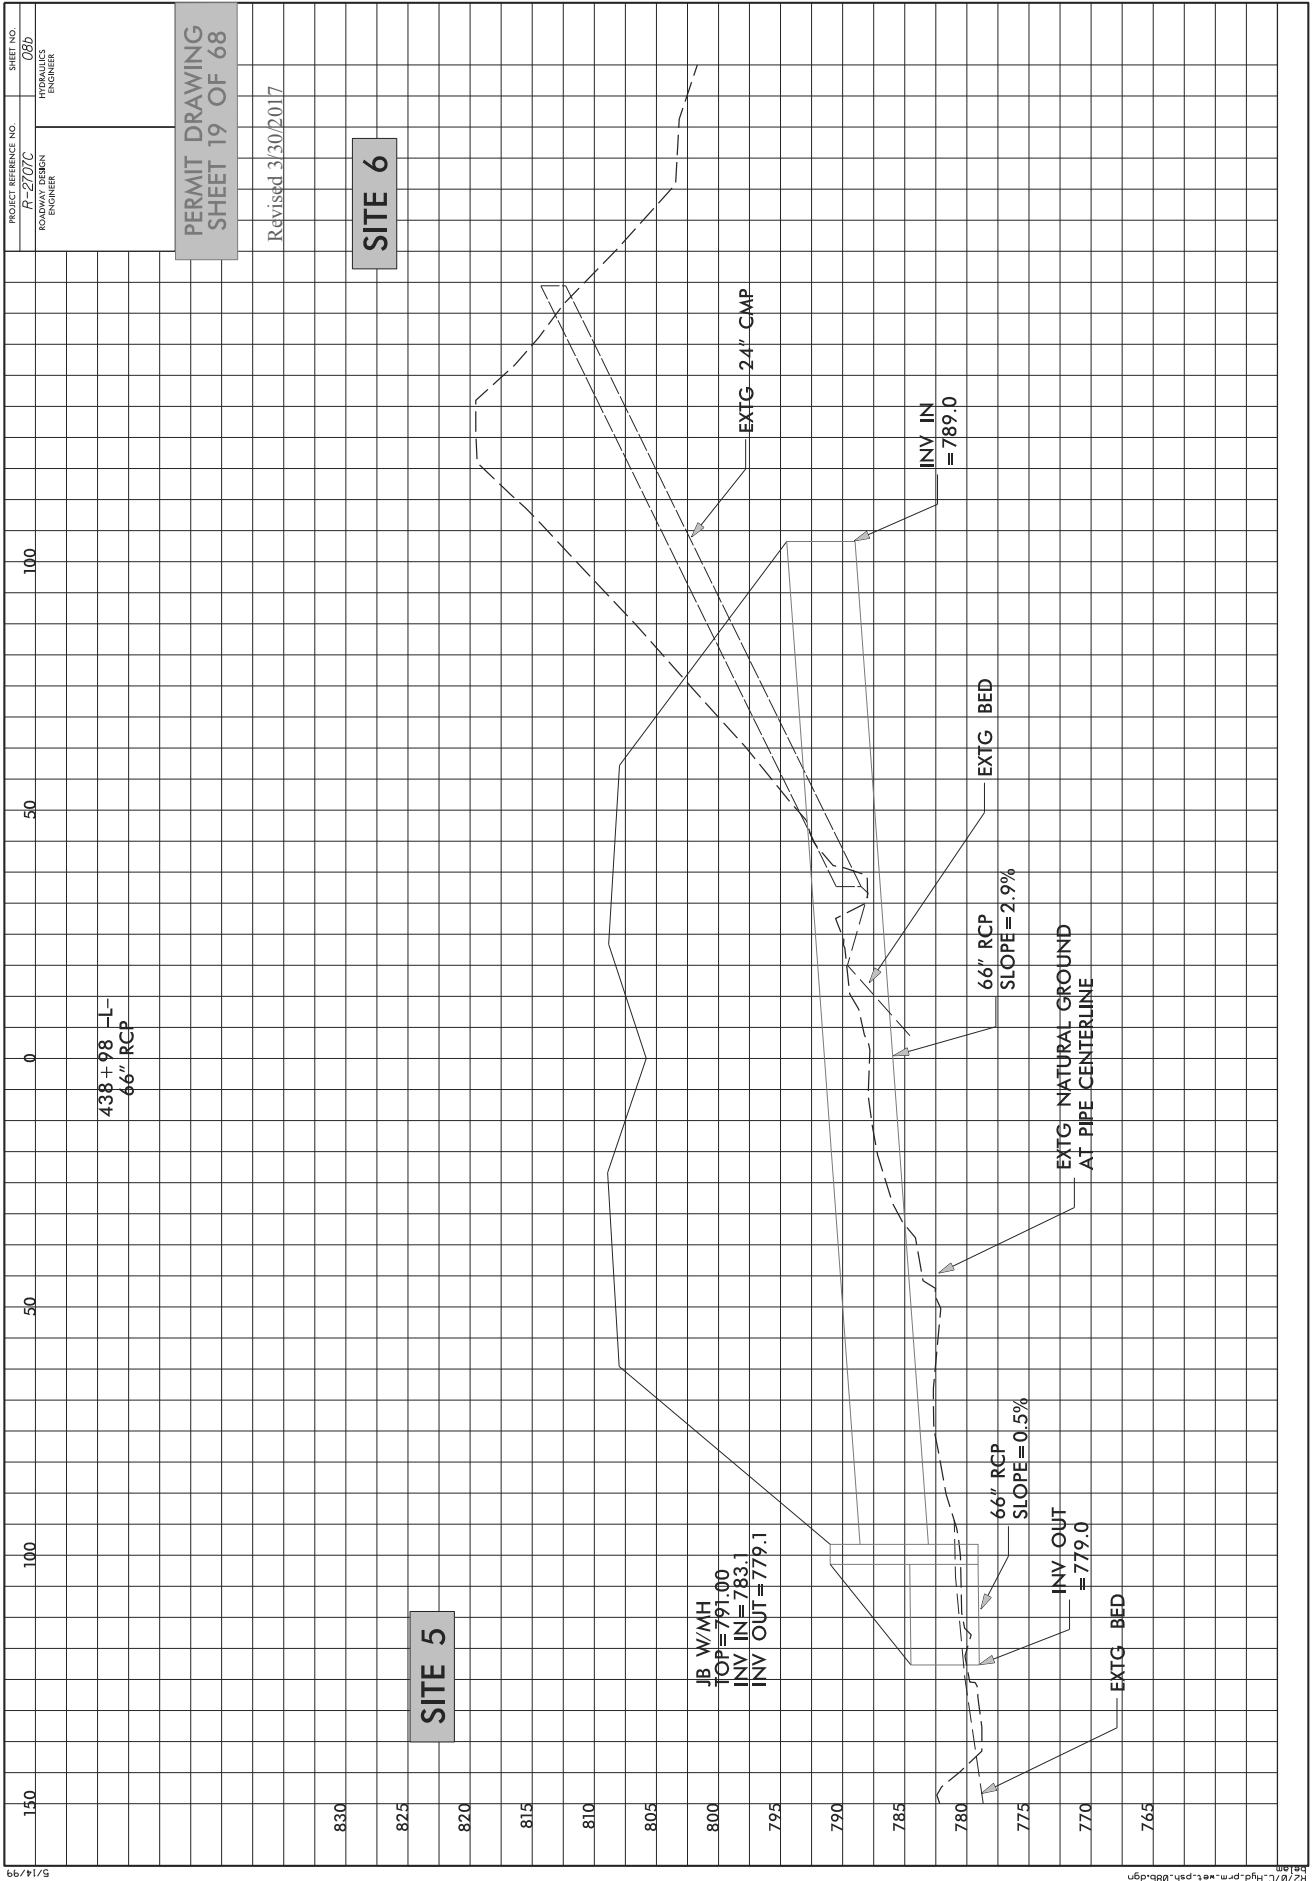 PROJECT REFERENCE NO.
SHEET NO.
R-2707C
08b
ROADWAY DESIGN
ENGINEER
HYDRAULICS
ENGINEER
PERMIT DRAWING
SHEET 19 OF 68
Revised 3/30/2017
SITE 5
SITE 6
438+98 -L-
66" RCP
150
100
50
0
50
100
830
825
820
815
810
805
800
795
790
785
780
775
770
765
JB W/MH
TOP=791.00
INV IN=783.1
INV OUT=779.1
EXTG 24" CMP
INV IN
=789.0
EXTG BED
66" RCP
SLOPE=2.9%
EXTG NATURAL GROUND
AT PIPE CENTERLINE
66" RCP
SLOPE=0.5%
INV OUT
=779.0
EXTG BED
5/14/99